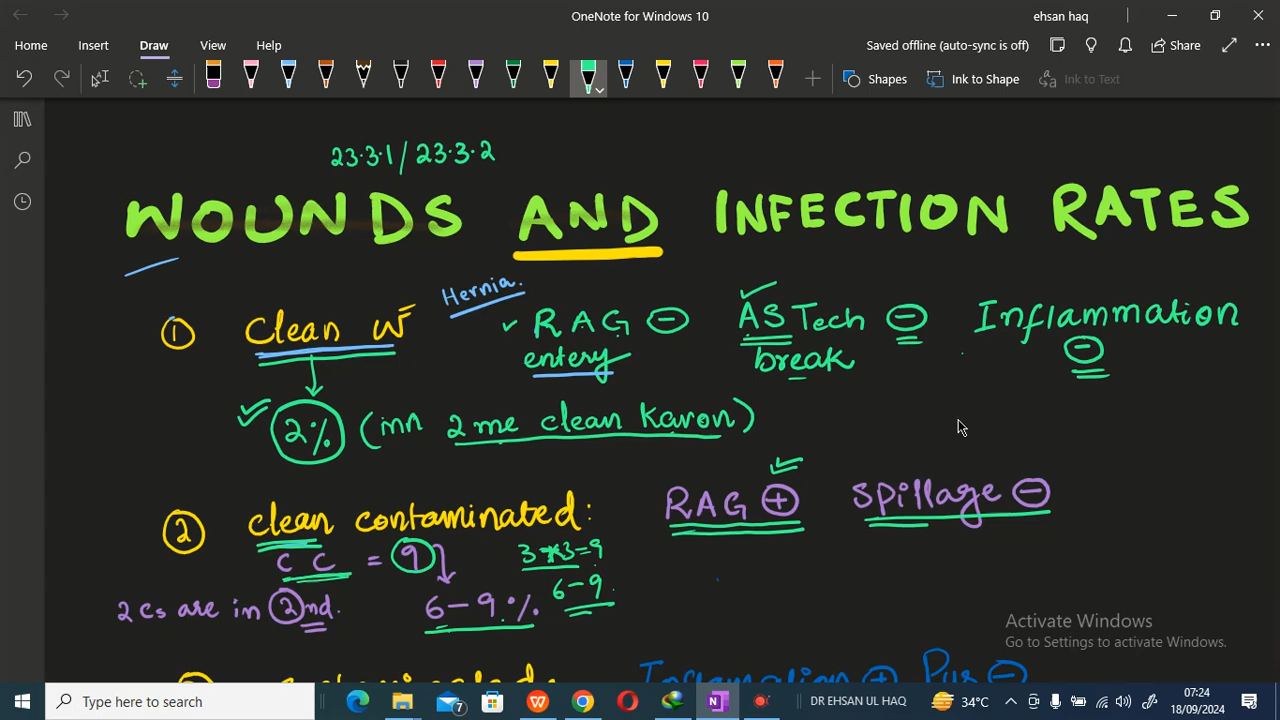 OneNote for Windows 10
ehsan haq
Home Insert Draw View Help
Saved offline (auto-sync is off) Share
Shapes Ink to Shape Ink to Text
23.3.1/23.3.2
WOUNDS AND INFECTION RATES
Hernia.
① Clean w RAG ⊖ ASTech ⊖ Inflammation
entery break ⊖
2% (inn 2 me clean Karon)
② clean contaminated: RAG ⊕ Spillage ⊖
C C = 9 3*3=9
6-9
2 Cs are in 2nd. 6-9%
Inflammation + Pus -
Activate Windows
Go to Settings to activate Windows.
Type here to search
7
DR EHSAN UL HAQ
34°C
07:24
18/09/2024